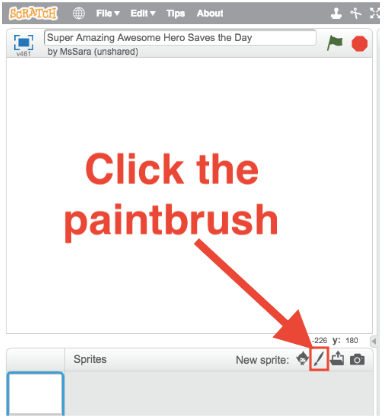 SCRATCH File Edit Tips About
Super Amazing Awesome Hero Saves the Day
v461 by MsSara (unshared)
Click the
paintbrush
-226 y: 180
Sprites New sprite: